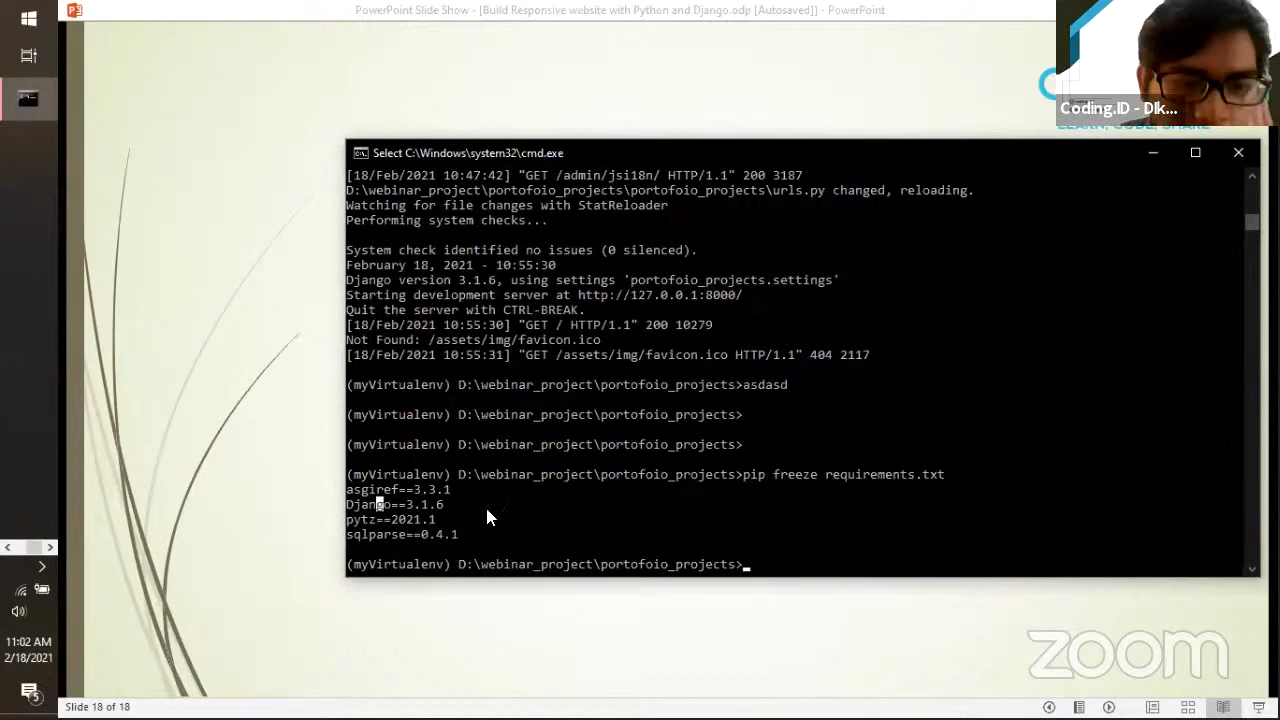 PowerPoint Slide Show - [Build Responsive website with Python and Django.odp [Autosaved]] - PowerPoint
Coding.ID - Dik...
LEARN, CODE, SHARE
Select C:\Windows\system32\cmd.exe
[18/Feb/2021 10:47:42] "GET /admin/jsi18n/ HTTP/1.1" 200 3187
D:\webinar_project\portofoio_projects\portofoio_projects\urls.py changed, reloading.
Watching for file changes with StatReloader
Performing system checks...
System check identified no issues (0 silenced).
February 18, 2021 - 10:55:30
Django version 3.1.6, using settings 'portofoio_projects.settings'
Starting development server at http://127.0.0.1:8000/
Quit the server with CTRL-BREAK.
[18/Feb/2021 10:55:30] "GET / HTTP/1.1" 200 10279
Not Found: /assets/img/favicon.ico
[18/Feb/2021 10:55:31] "GET /assets/img/favicon.ico HTTP/1.1" 404 2117
(myVirtualenv) D:\webinar_project\portofoio_projects>asdasd
(myVirtualenv) D:\webinar_project\portofoio_projects>
(myVirtualenv) D:\webinar_project\portofoio_projects>
(myVirtualenv) D:\webinar_project\portofoio_projects>pip freeze requirements.txt
asgiref==3.3.1
Django==3.1.6
pytz==2021.1
sqlparse==0.4.1
(myVirtualenv) D:\webinar_project\portofoio_projects>
11:02 AM
2/18/2021
5
zoom
Slide 18 of 18